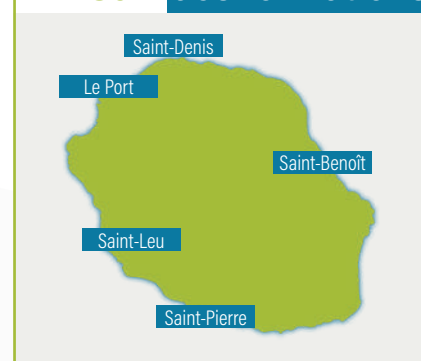 Saint-Denis
Le Port
Saint-Benoît
Saint-Leu
Saint-Pierre